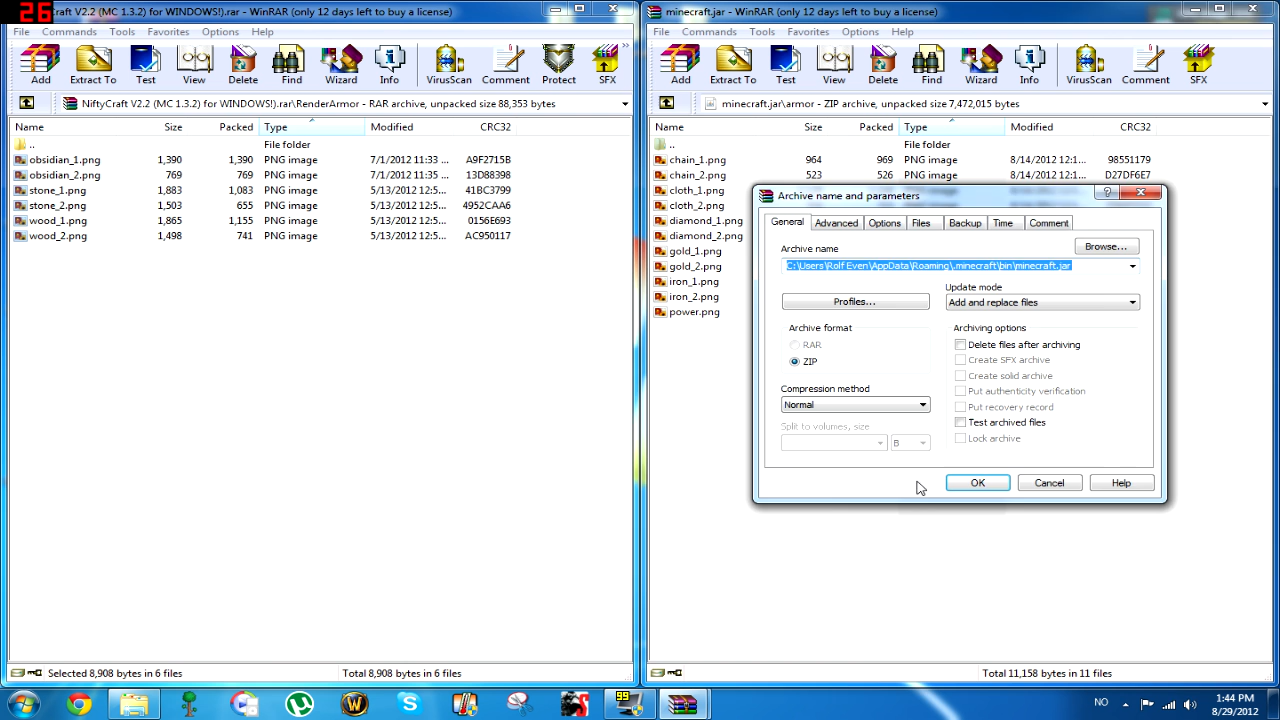 26
craft V2.2 (MC 1.3.2) for WINDOWS!).rar - WinRAR (only 12 days left to buy a license)
File Commands Tools Favorites Options Help
Add Extract To Test View Delete Find Wizard Info VirusScan Comment Protect SFX
NiftyCraft V2.2 (MC 1.3.2) for WINDOWS!).rar\RenderArmor - RAR archive, unpacked size 88,353 bytes
Name Size Packed Type Modified CRC32
.. File folder
obsidian_1.png 1,390 1,390 PNG image 7/1/2012 11:33 ... A9F2715B
obsidian_2.png 769 769 PNG image 7/1/2012 11:33 ... 13D88398
stone_1.png 1,883 1,083 PNG image 5/13/2012 12:5... 41BC3799
stone_2.png 1,503 655 PNG image 5/13/2012 12:5... 4952CAA6
wood_1.png 1,865 1,155 PNG image 5/13/2012 12:5... 0156E693
wood_2.png 1,498 741 PNG image 5/13/2012 12:5... AC950117
Selected 8,908 bytes in 6 files Total 8,908 bytes in 6 files
minecraft.jar - WinRAR (only 12 days left to buy a license)
File Commands Tools Favorites Options Help
Add Extract To Test View Delete Find Wizard Info VirusScan Comment SFX
minecraft.jar\armor - ZIP archive, unpacked size 7,472,015 bytes
Name Size Packed Type Modified CRC32
.. File folder
chain_1.png 964 969 PNG image 8/14/2012 12:1... 98551179
chain_2.png 523 526 PNG image 8/14/2012 12:1... D27DF6E7
cloth_1.png
cloth_2.png
diamond_1.png
diamond_2.png
gold_1.png
gold_2.png
iron_1.png
iron_2.png
power.png
Archive name and parameters
General Advanced Options Files Backup Time Comment
Archive name
Browse...
C:\Users\Rolf Even\AppData\Roaming\.minecraft\bin\minecraft.jar
Profiles...
Update mode
Add and replace files
Archive format
RAR
ZIP
Compression method
Normal
Split to volumes, size
B
Archiving options
Delete files after archiving
Create SFX archive
Create solid archive
Put authenticity verification
Put recovery record
Test archived files
Lock archive
OK Cancel Help
Total 11,158 bytes in 11 files
99
NO
1:44 PM
8/29/2012